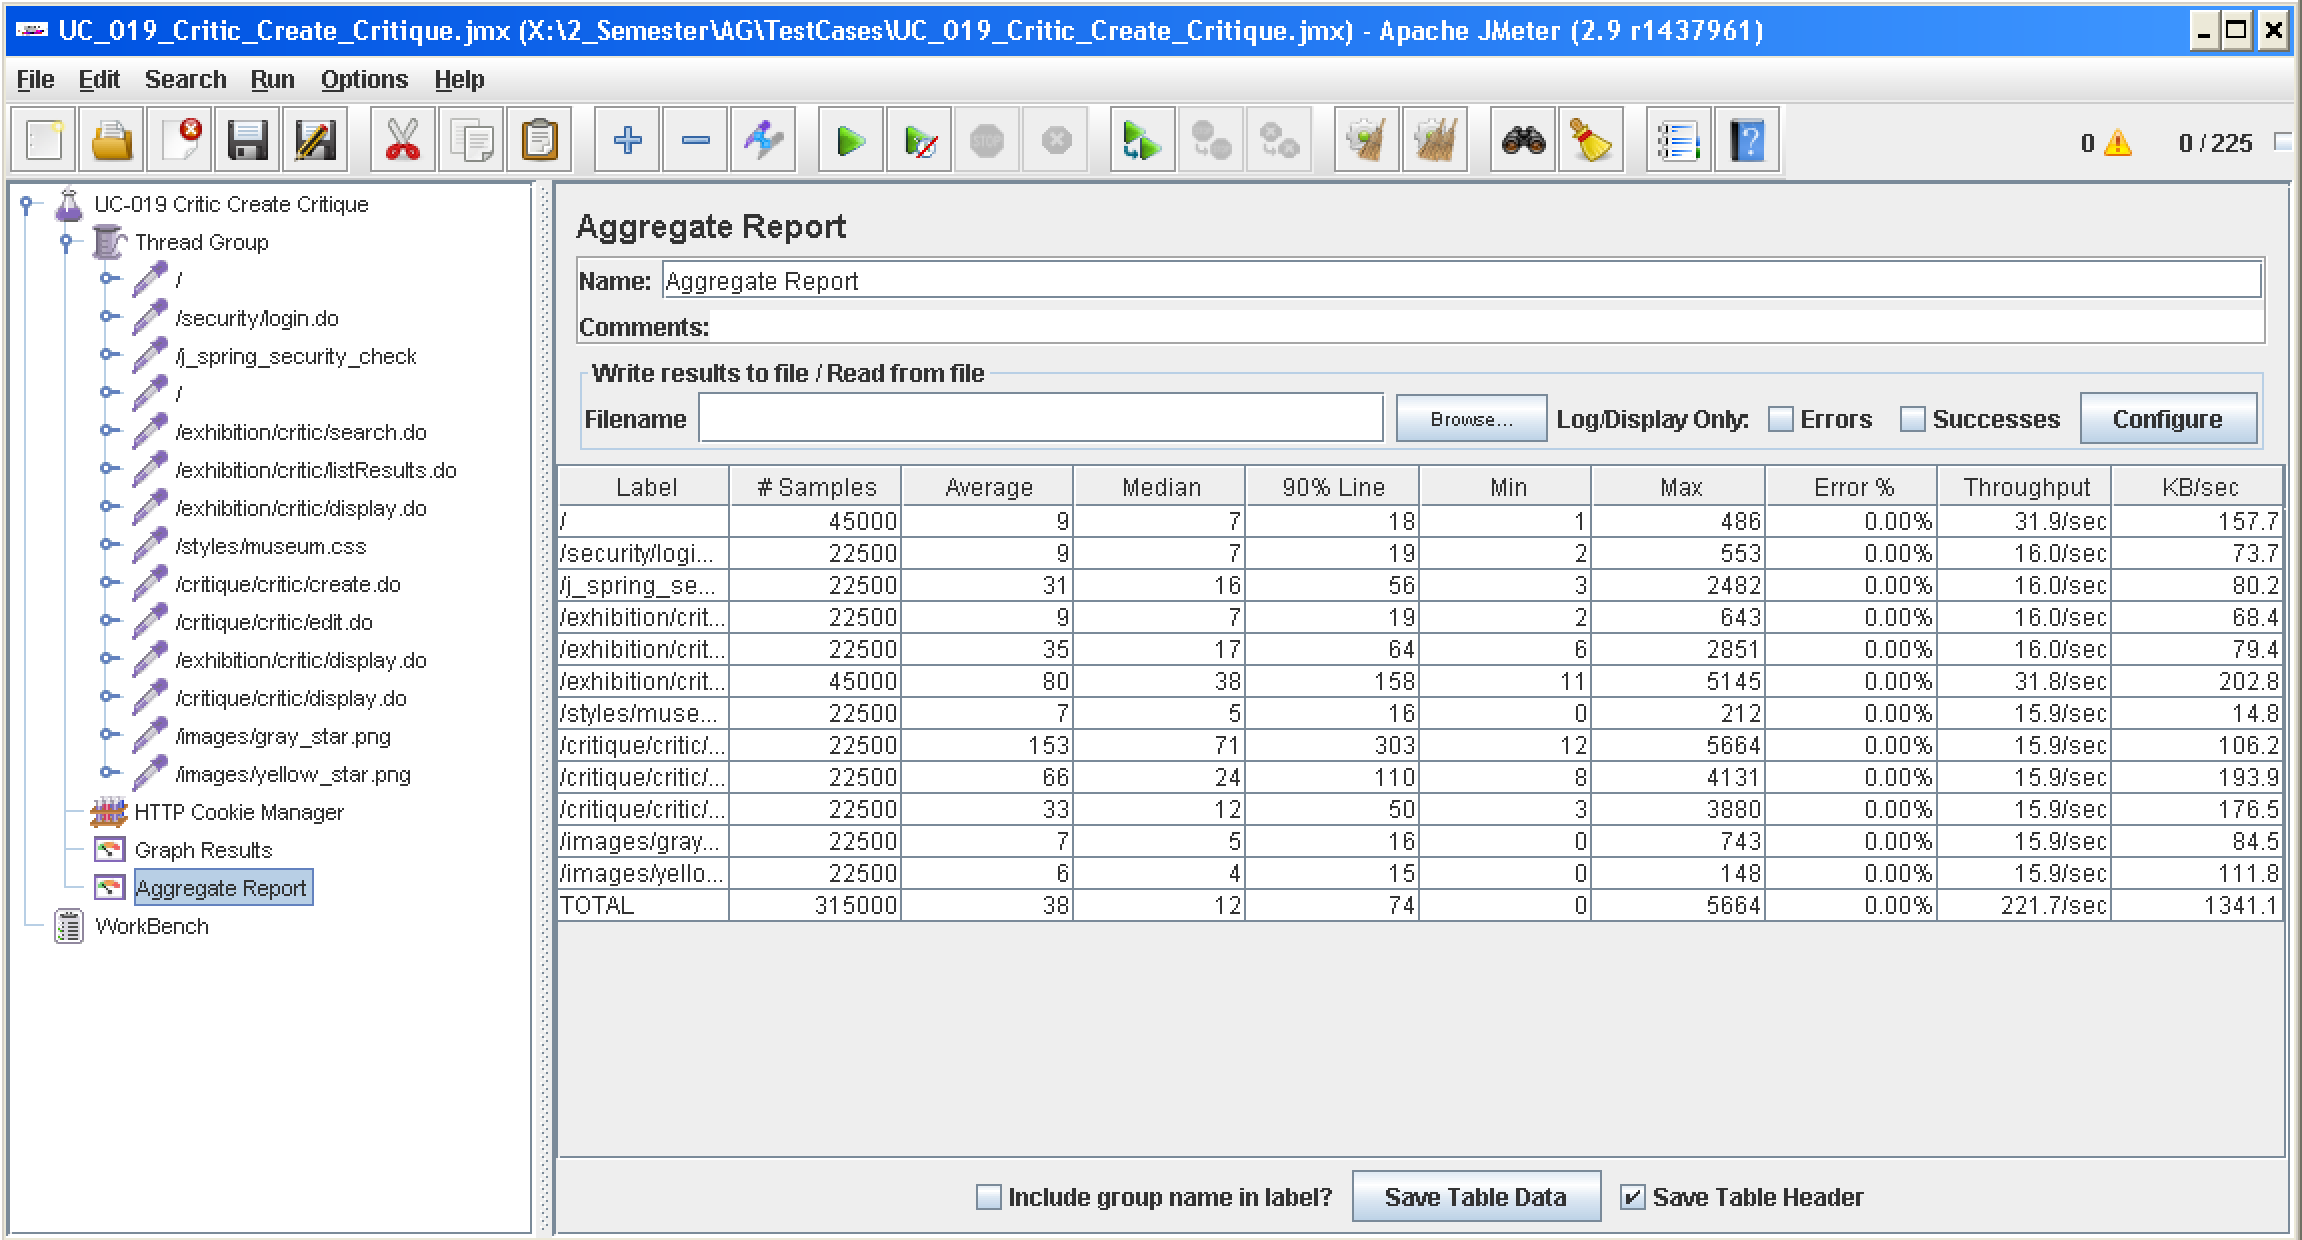 UC_019_Critic_Create_Critique.jmx (X:\2_Semester\AG\TestCases\UC_019_Critic_Create_Critique.jmx) - Apache JMeter (2.9 r1437961)
File Edit Search Run Options Help
STOP
0 0 / 225
UC-019 Critic Create Critique
Thread Group
/
/security/login.do
/j_spring_security_check
/
/exhibition/critic/search.do
/exhibition/critic/listResults.do
/exhibition/critic/display.do
/styles/museum.css
/critique/critic/create.do
/critique/critic/edit.do
/exhibition/critic/display.do
/critique/critic/display.do
/images/gray_star.png
/images/yellow_star.png
HTTP Cookie Manager
Graph Results
Aggregate Report
WorkBench
Aggregate Report
Name: Aggregate Report
Comments:
Write results to file / Read from file
Filename Browse... Log/Display Only: Errors Successes Configure
Label # Samples Average Median 90% Line Min Max Error % Throughput KB/sec
/ 45000 9 7 18 1 486 0.00% 31.9/sec 157.7
/security/logi... 22500 9 7 19 2 553 0.00% 16.0/sec 73.7
/j_spring_se... 22500 31 16 56 3 2482 0.00% 16.0/sec 80.2
/exhibition/crit... 22500 9 7 19 2 643 0.00% 16.0/sec 68.4
/exhibition/crit... 22500 35 17 64 6 2851 0.00% 16.0/sec 79.4
/exhibition/crit... 45000 80 38 158 11 5145 0.00% 31.8/sec 202.8
/styles/muse... 22500 7 5 16 0 212 0.00% 15.9/sec 14.8
/critique/critic/... 22500 153 71 303 12 5664 0.00% 15.9/sec 106.2
/critique/critic/... 22500 66 24 110 8 4131 0.00% 15.9/sec 193.9
/critique/critic/... 22500 33 12 50 3 3880 0.00% 15.9/sec 176.5
/images/gray... 22500 7 5 16 0 743 0.00% 15.9/sec 84.5
/images/yello... 22500 6 4 15 0 148 0.00% 15.9/sec 111.8
TOTAL 315000 38 12 74 0 5664 0.00% 221.7/sec 1341.1
Include group name in label? Save Table Data Save Table Header